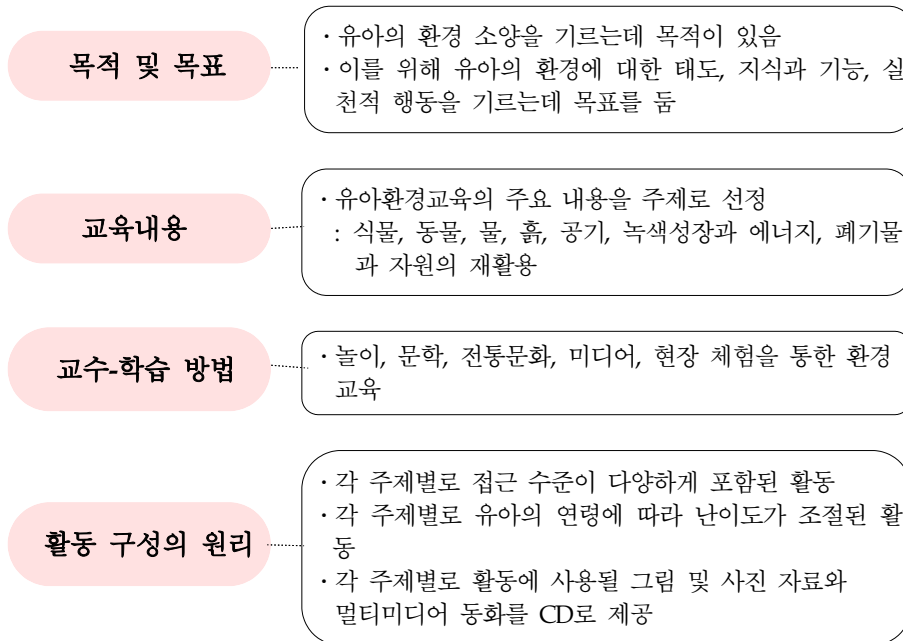 목적 및 목표
· 유아의 환경 소양을 기르는데 목적이 있음
· 이를 위해 유아의 환경에 대한 태도, 지식과 기능, 실
천적 행동을 기르는데 목표를 둠
교육내용
· 유아환경교육의 주요 내용을 주제로 선정
: 식물, 동물, 물, 흙, 공기, 녹색성장과 에너지, 폐기물
과 자원의 재활용
교수-학습 방법
· 놀이, 문학, 전통문화, 미디어, 현장 체험을 통한 환경
교육
활동 구성의 원리
· 각 주제별로 접근 수준이 다양하게 포함된 활동
· 각 주제별로 유아의 연령에 따라 난이도가 조절된 활
동
· 각 주제별로 활동에 사용될 그림 및 사진 자료와
멀티미디어 동화를 CD로 제공